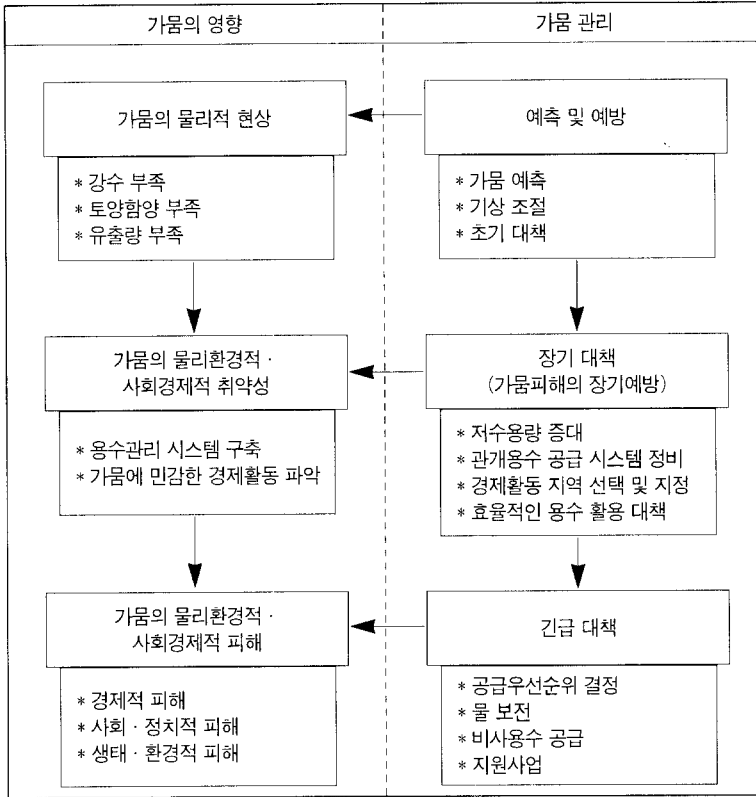 가뭄의 영향
가뭄 관리
가뭄의 물리적 현상
* 강수 부족
* 토양함양 부족
* 유출량 부족
예측 및 예방
* 가뭄 예측
* 기상 조절
* 초기 대책
가뭄의 물리환경적 ·
사회경제적 취약성
* 용수관리 시스템 구축
* 가뭄에 민감한 경제활동 파악
장기 대책
(가뭄피해의 장기예방)
* 저수용량 증대
* 관개용수 공급 시스템 정비
* 경제활동 지역 선택 및 지정
* 효율적인 용수 활용 대책
가뭄의 물리환경적 ·
사회경제적 피해
* 경제적 피해
* 사회 · 정치적 피해
* 생태 · 환경적 피해
긴급 대책
* 공급우선순위 결정
* 물 보전
* 비사용수 공급
* 지원사업